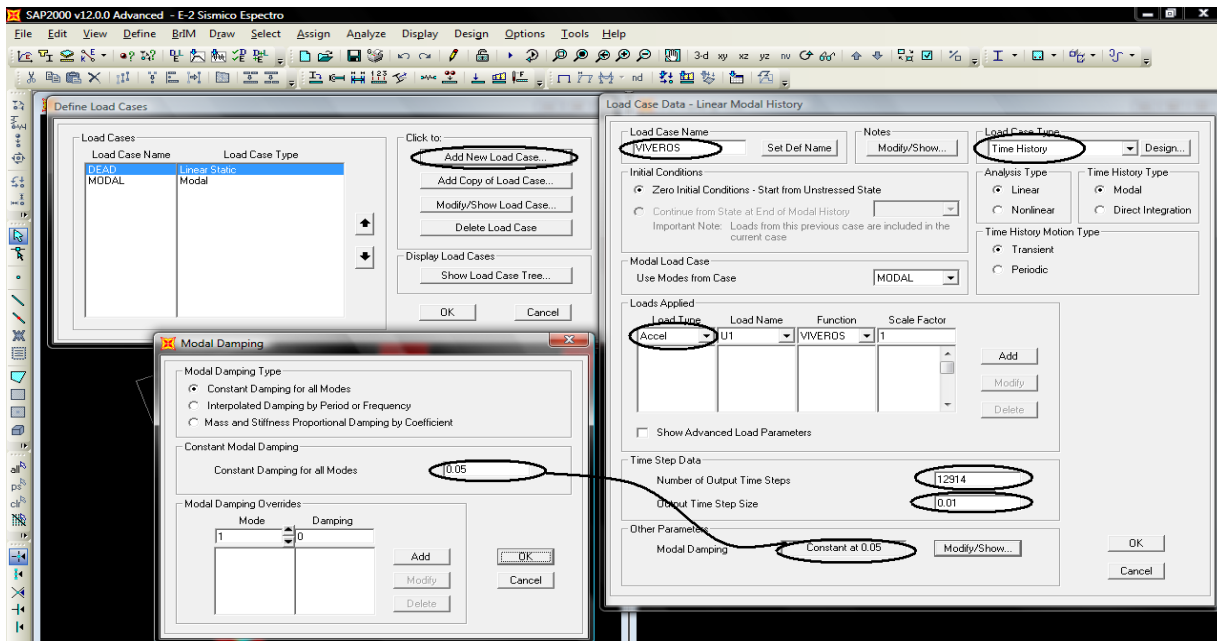 SAP2000 v12.0.0 Advanced - E-2 Sismico Espectro
File Edit View Define BrIM Draw Select Assign Analyze Display Design Options Tools Help
3-d xy xz yz nv
nd
Define Load Cases
Load Cases
Load Case Name Load Case Type
DEAD Linear Static
MODAL Modal
Click to:
Add New Load Case...
Add Copy of Load Case...
Modify/Show Load Case...
Delete Load Case
Display Load Cases
Show Load Case Tree...
OK Cancel
Modal Damping
Modal Damping Type
Constant Damping for all Modes
Interpolated Damping by Period or Frequency
Mass and Stiffness Proportional Damping by Coefficient
Constant Modal Damping
Constant Damping for all Modes 0.05
Modal Damping Overrides
Mode Damping
1 0
Add
Modify
Delete
OK
Cancel
Load Case Data - Linear Modal History
Load Case Name
VIVEROS Set Def Name
Notes
Modify/Show...
Load Case Type
Time History Design...
Initial Conditions
Zero Initial Conditions - Start from Unstressed State
Continue from State at End of Modal History
Important Note: Loads from this previous case are included in the
current case
Analysis Type
Linear
Nonlinear
Time History Type
Modal
Direct Integration
Time History Motion Type
Transient
Periodic
Modal Load Case
Use Modes from Case MODAL
Loads Applied
Load Type Load Name Function Scale Factor
Accel U1 VIVEROS 1
Add
Modify
Delete
Show Advanced Load Parameters
Time Step Data
Number of Output Time Steps 12914
Output Time Step Size 0.01
Other Parameters
Modal Damping Constant at 0.05 Modify/Show...
OK
Cancel
all
ps
clr